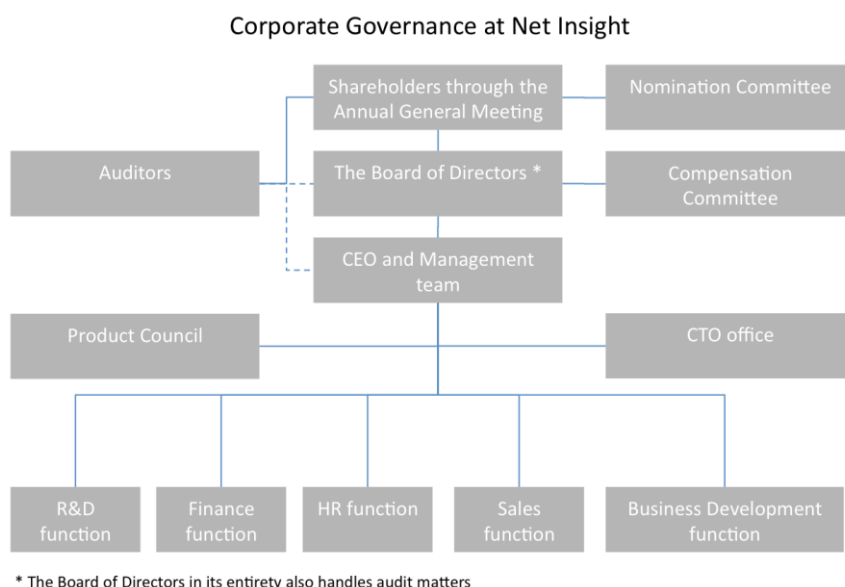 Corporate Governance at Net Insight
Shareholders through the
Annual General Meeting
Nomination Committee
Auditors
The Board of Directors *
Compensation
Committee
CEO and Management
team
Product Council
CTO office
R&D
function
Finance
function
HR function
Sales
function
Business Development
function
* The Board of Directors in its entirety also handles audit matters